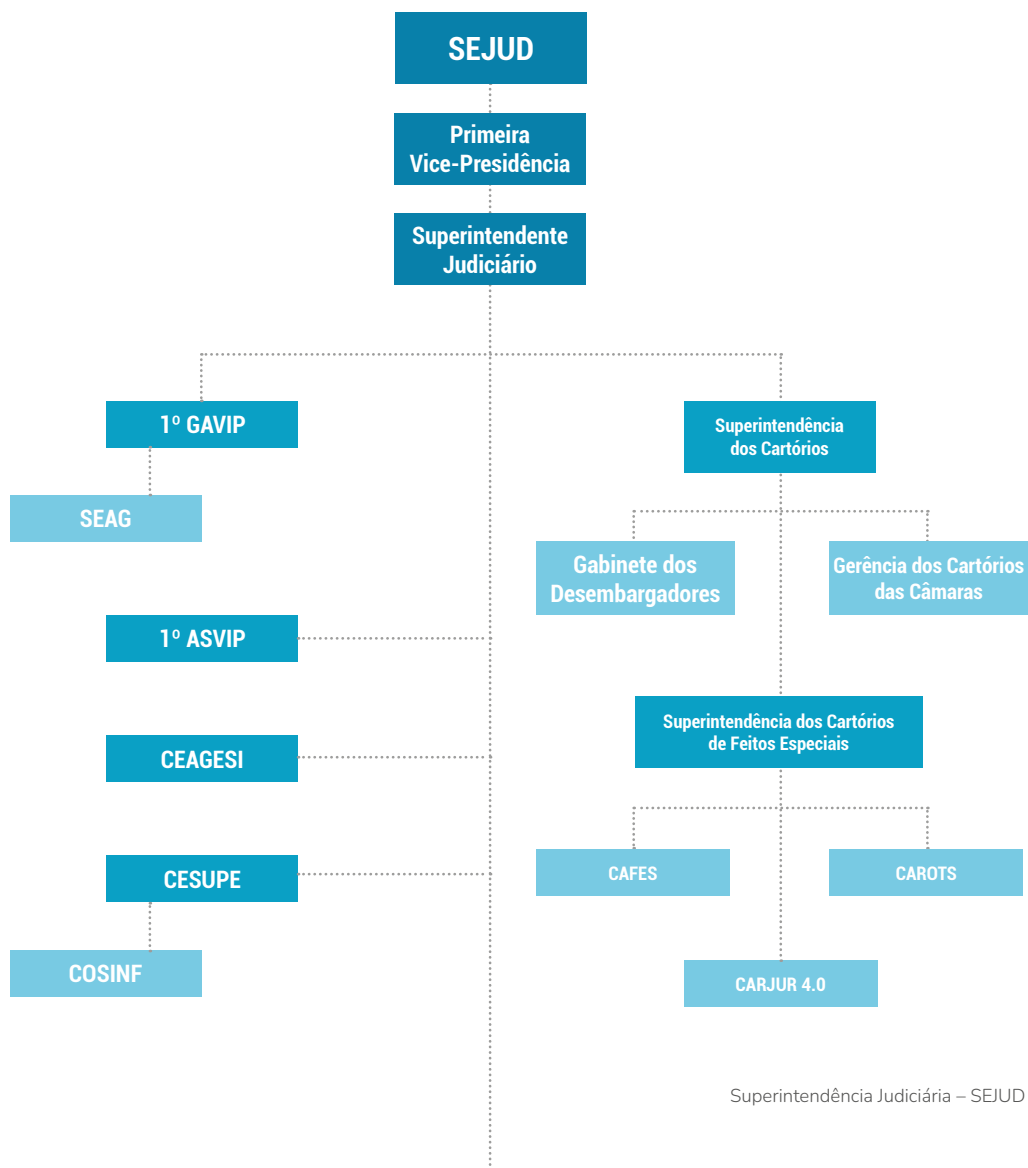 SEJUD
Primeira
Vice-Presidência
Superintendente
Judiciário
1º GAVIP
SEAG
1º ASVIP
CEAGESI
CESUPE
COSINF
Superintendência
dos Cartórios
Gabinete dos
Desembargadores
Gerência dos Cartórios
das Câmaras
Superintendência dos Cartórios
de Feitos Especiais
CAFES
CAROTS
CARJUR 4.0
Superintendência Judiciária – SEJUD